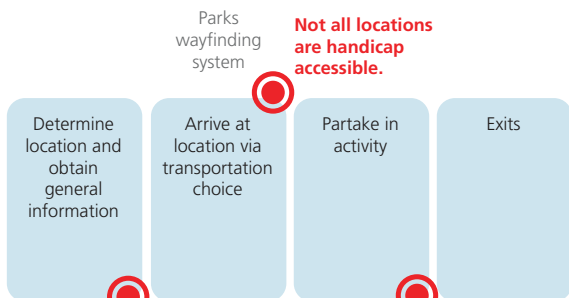 Parks
wayfinding
system
Not all locations
are handicap
accessible.
Determine
location and
obtain
general
information
Arrive at
location via
transportation
choice
Partake in
activity
Exits